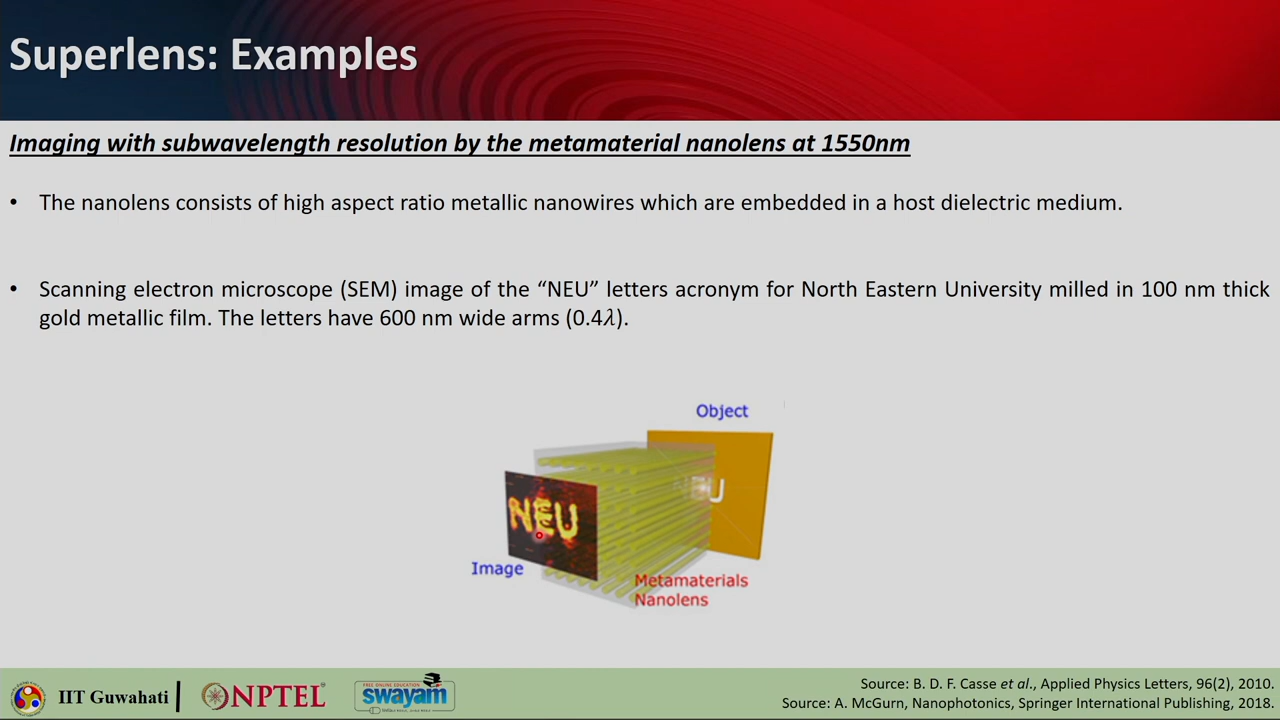 Superlens: Examples
Imaging with subwavelength resolution by the metamaterial nanolens at 1550nm
• The nanolens consists of high aspect ratio metallic nanowires which are embedded in a host dielectric medium.
• Scanning electron microscope (SEM) image of the “NEU” letters acronym for North Eastern University milled in 100 nm thick
gold metallic film. The letters have 600 nm wide arms (0.4𝜆).
Object
U
NEU
Image
Metamaterials
Nanolens
IIT Guwahati
NPTEL
FREE ONLINE EDUCATION
swayam
Source: B. D. F. Casse et al., Applied Physics Letters, 96(2), 2010.
Source: A. McGurn, Nanophotonics, Springer International Publishing, 2018.